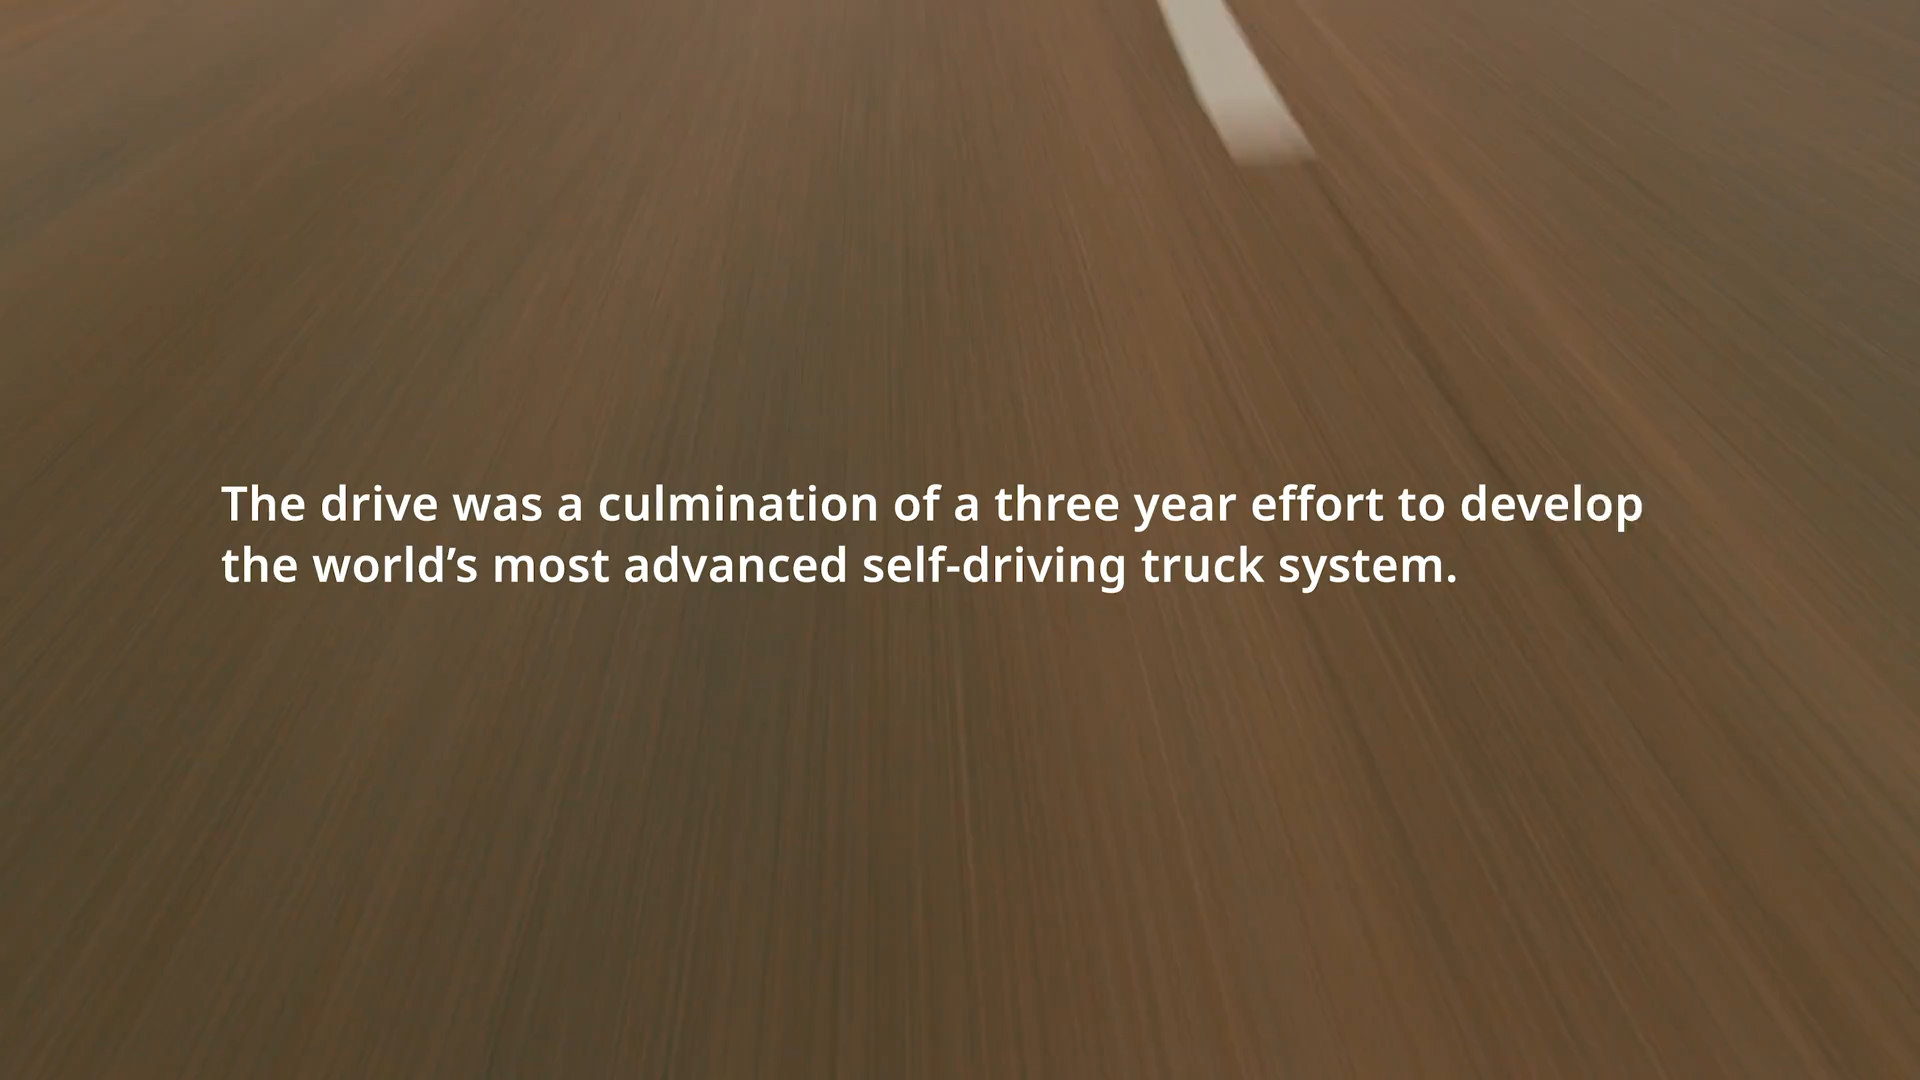 The drive was a culmination of a three year effort to develop
the world’s most advanced self-driving truck system.